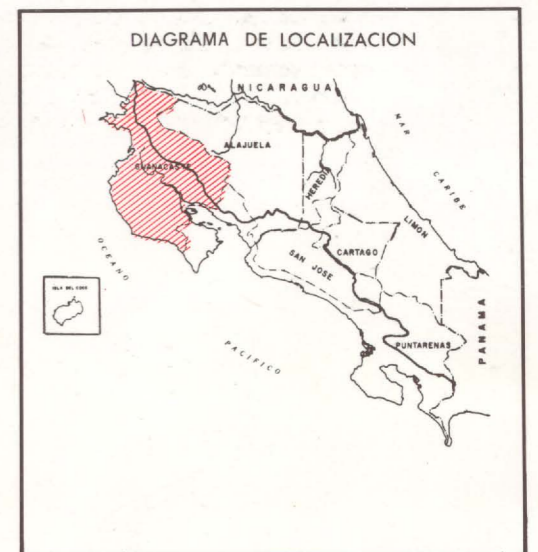 DIAGRAMA DE LOCALIZACION
NICARAGUA
MAR CARIBE
ALAJUELA
GUANACASTE
HEREDIA
LIMON
OCEANO
CARTAGO
SAN JOSE
ISLA DEL COCO
PANAMA
PUNTARENAS
PACIFICO